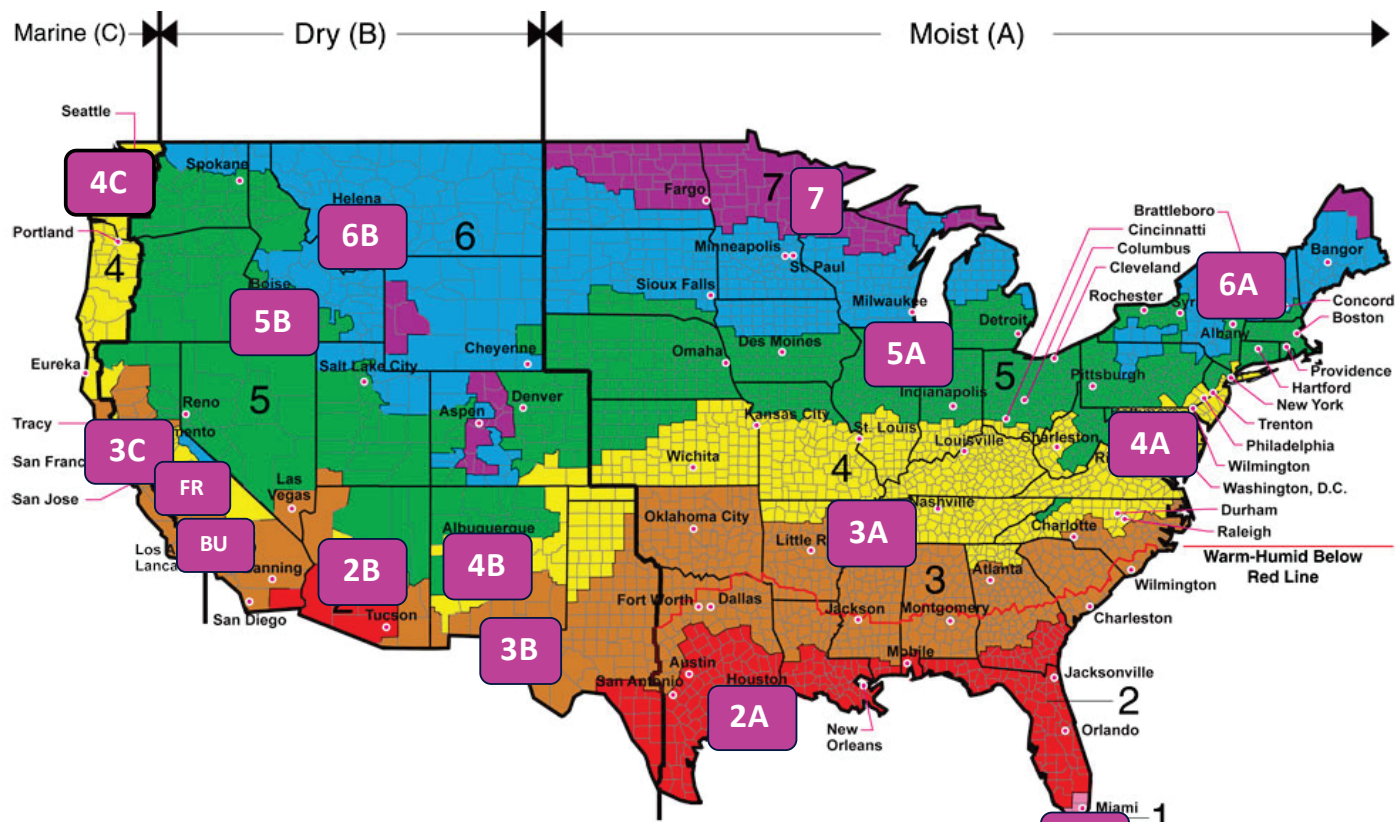 Marine (C)
Dry (B)
Moist (A)
Seattle
4C
Spokane
Helena
6B
6
Fargo
7
7
Brattleboro
Cincinnatti
Columbus
Cleveland
Portland
4
Minneapolis
St. Paul
Bangor
6A
Boise
5B
Sioux Falls
Milwaukee
Rochester
Concord
Boston
Detroit
Albany
Eureka
Cheyenne
Salt Lake City
Omaha
Des Moines
5A
Indianapolis
5
Pittsburgh
Providence
Hartford
New York
Reno
5
Aspen
Denver
Trenton
Tracy
3C
Kansas City
St. Louis
Louisville
Charleston
4A
Philadelphia
Wilmington
San Franc
FR
Las
Vegas
Wichita
4
Washington, D.C.
San Jose
Nashville
Durham
Raleigh
BU
Albuquerque
Oklahoma City
3A
Charlotte
Little R
Warm-Humid Below
Red Line
Los A
Lanca
anning
2B
4B
3
Atlanta
Wilmington
San Diego
Tucson
Fort Worth
Dallas
Jackson
Montgomery
Charleston
3B
Austin
San Antonio
Houston
Mobile
Jacksonville
2A
2
New
Orleans
Orlando
Miami
1